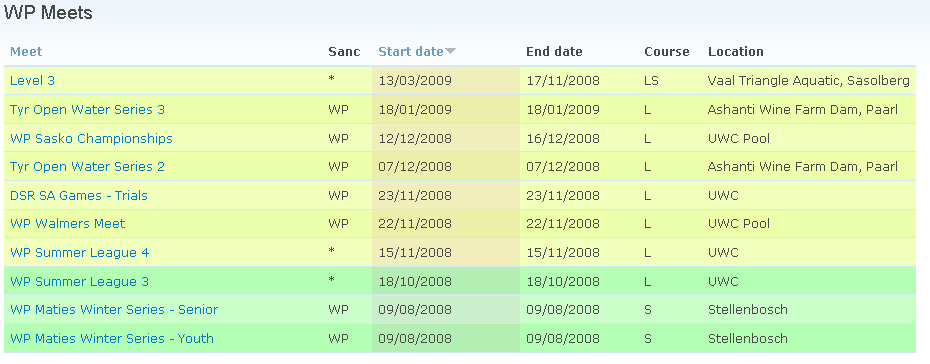 WP Meets
Meet Sanc Start date End date Course Location
Level 3 * 13/03/2009 17/11/2008 LS Vaal Triangle Aquatic, Sasolberg
Tyr Open Water Series 3 WP 18/01/2009 18/01/2009 L Ashanti Wine Farm Dam, Paarl
WP Sasko Championships WP 12/12/2008 16/12/2008 L UWC Pool
Tyr Open Water Series 2 WP 07/12/2008 07/12/2008 L Ashanti Wine Farm Dam, Paarl
DSR SA Games - Trials WP 23/11/2008 23/11/2008 L UWC
WP Walmers Meet WP 22/11/2008 22/11/2008 L UWC Pool
WP Summer League 4 * 15/11/2008 15/11/2008 L UWC
WP Summer League 3 * 18/10/2008 18/10/2008 L UWC
WP Maties Winter Series - Senior WP 09/08/2008 09/08/2008 S Stellenbosch
WP Maties Winter Series - Youth WP 09/08/2008 09/08/2008 S Stellenbosch